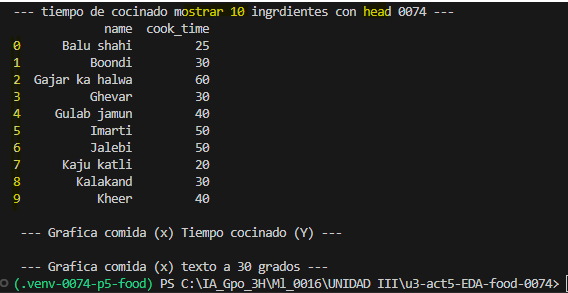 --- tiempo de cocinado mostrar 10 ingrdientes con head 0074 ---
name cook_time
0 Balu shahi 25
1 Boondi 30
2 Gajar ka halwa 60
3 Ghevar 30
4 Gulab jamun 40
5 Imarti 50
6 Jalebi 50
7 Kaju katli 20
8 Kalakand 30
9 Kheer 40
--- Grafica comida (x) Tiempo cocinado (Y) ---
--- Grafica comida (x) texto a 30 grados ---
(.venv-0074-p5-food) PS C:\IA_Gpo_3H\Ml_0016\UNIDAD III\u3-act5-EDA-food-0074>